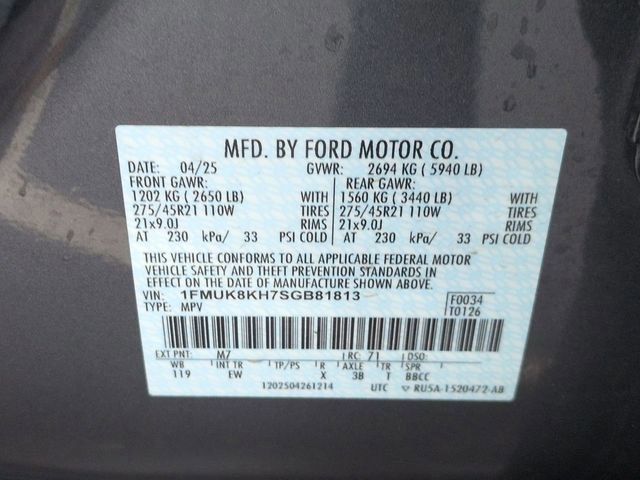 MFD. BY FORD MOTOR CO.
DATE: 04/25 GVWR: 2694 KG ( 5940 LB)
FRONT GAWR: REAR GAWR:
1202 KG ( 2650 LB) WITH 1560 KG ( 3440 LB) WITH
275/45R21 110W TIRES 275/45R21 110W TIRES
21x9.0J RIMS 21x9.0J RIMS
AT 230 kPa/ 33 PSI COLD AT 230 kPa/ 33 PSI COLD
THIS VEHICLE CONFORMS TO ALL APPLICABLE FEDERAL MOTOR
VEHICLE SAFETY AND THEFT PREVENTION STANDARDS IN
EFFECT ON THE DATE OF MANUFACTURE SHOWN ABOVE.
VIN: 1FMUK8KH7SGB81813 F0034
TYPE: MPV T0126
EXT PNT: M7 RC: 71 DSO:
WB INT TR TP/PS R AXLE TR SPR
119 EW X 3B T BBCC
1202504261214 UTC RU5A-1520472-AB